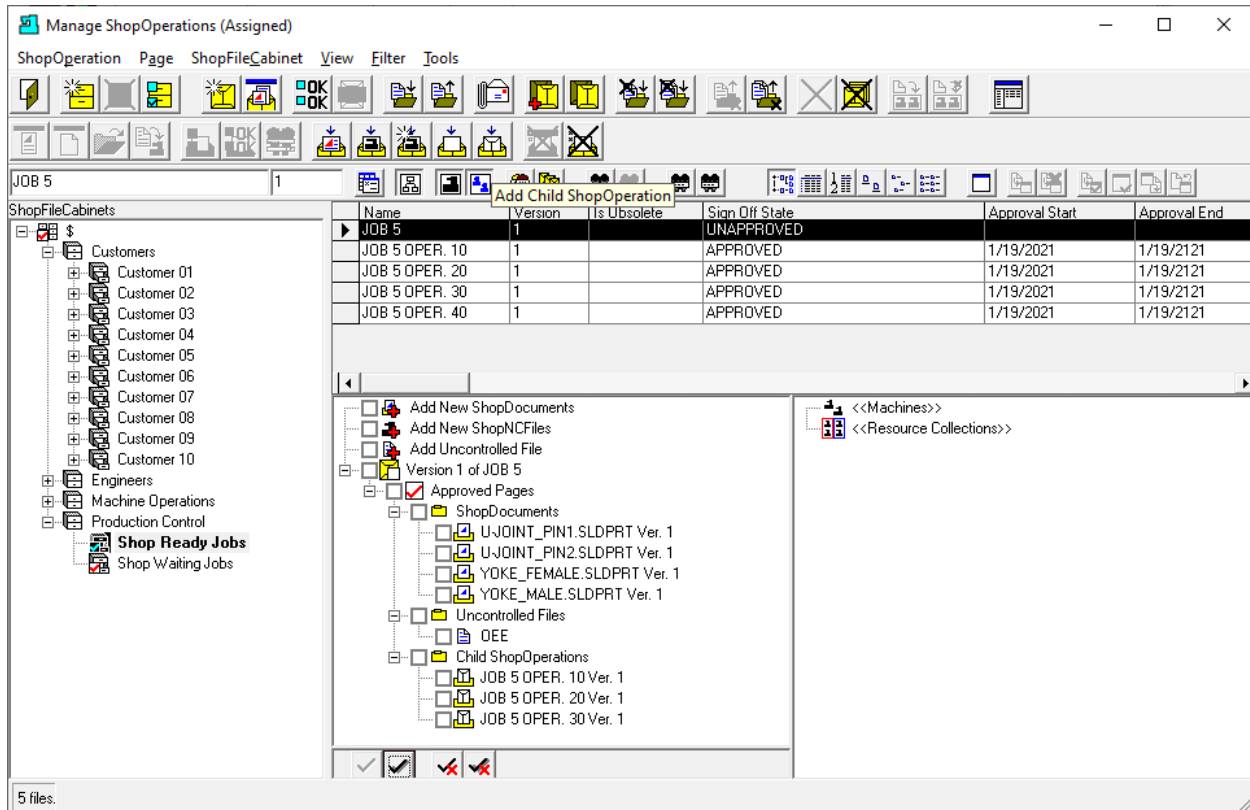 Manage ShopOperations (Assigned)
ShopOperation Page ShopFileCabinet View Filter Tools
OK
OK
OK
JOB 5 1
Add Child ShopOperation
ShopFileCabinets
Name Version Is Obsolete Sign Off State Approval Start Approval End
JOB 5 1 UNAPPROVED
JOB 5 OPER. 10 1 APPROVED 1/19/2021 1/19/2121
JOB 5 OPER. 20 1 APPROVED 1/19/2021 1/19/2121
JOB 5 OPER. 30 1 APPROVED 1/19/2021 1/19/2121
JOB 5 OPER. 40 1 APPROVED 1/19/2021 1/19/2121
$
Customers
Customer 01
Customer 02
Customer 03
Customer 04
Customer 05
Customer 06
Customer 07
Customer 08
Customer 09
Customer 10
Engineers
Machine Operations
Production Control
Shop Ready Jobs
Shop Waiting Jobs
Add New ShopDocuments
Add New ShopNCFiles
Add Uncontrolled File
Version 1 of JOB 5
Approved Pages
ShopDocuments
U-JOINT_PIN1.SLDPRT Ver. 1
U-JOINT_PIN2.SLDPRT Ver. 1
YOKE_FEMALE.SLDPRT Ver. 1
YOKE_MALE.SLDPRT Ver. 1
Uncontrolled Files
OEE
Child ShopOperations
JOB 5 OPER. 10 Ver. 1
JOB 5 OPER. 20 Ver. 1
JOB 5 OPER. 30 Ver. 1
<<Machines>>
<<Resource Collections>>
5 files.